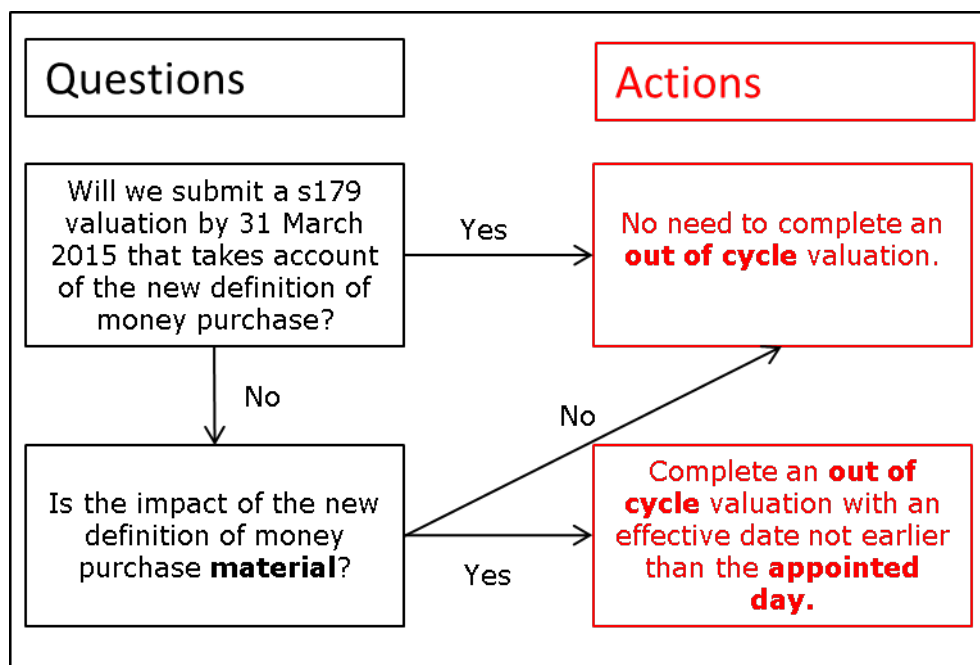 Questions
Actions
Will we submit a s179
valuation by 31 March
2015 that takes account
of the new definition of
money purchase?
Yes
No need to complete an
out of cycle valuation.
No
No
Is the impact of the new
definition of money
purchase material?
Yes
Complete an out of
cycle valuation with an
effective date not earlier
than the appointed
day.